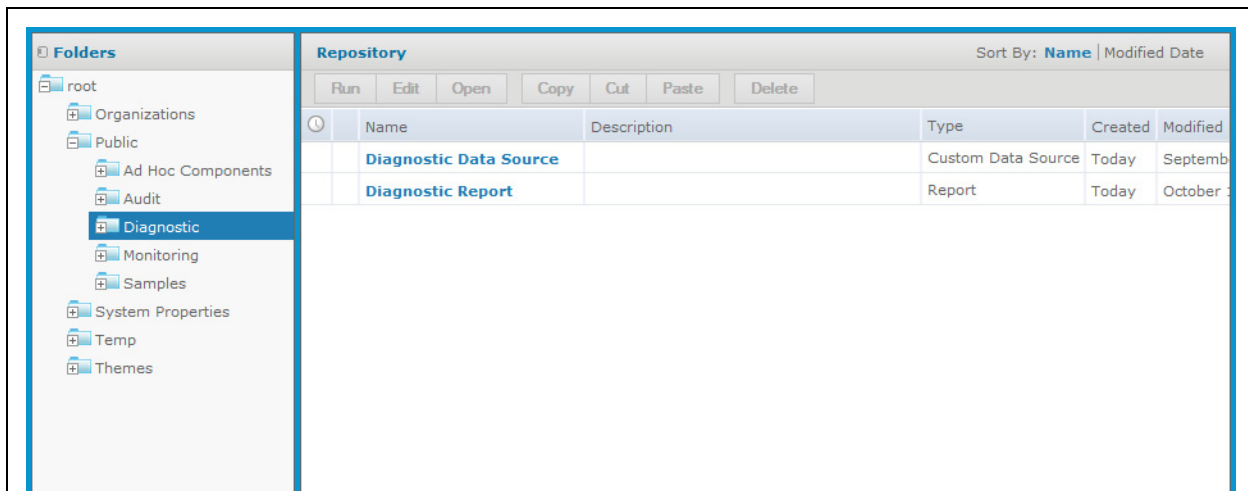 Folders
root
Organizations
Public
Ad Hoc Components
Audit
Diagnostic
Monitoring
Samples
System Properties
Temp
Themes
Repository
Sort By: Name | Modified Date
Run Edit Open Copy Cut Paste Delete
Name Description Type Created Modified
Diagnostic Data Source Custom Data Source Today Septemb
Diagnostic Report Report Today October